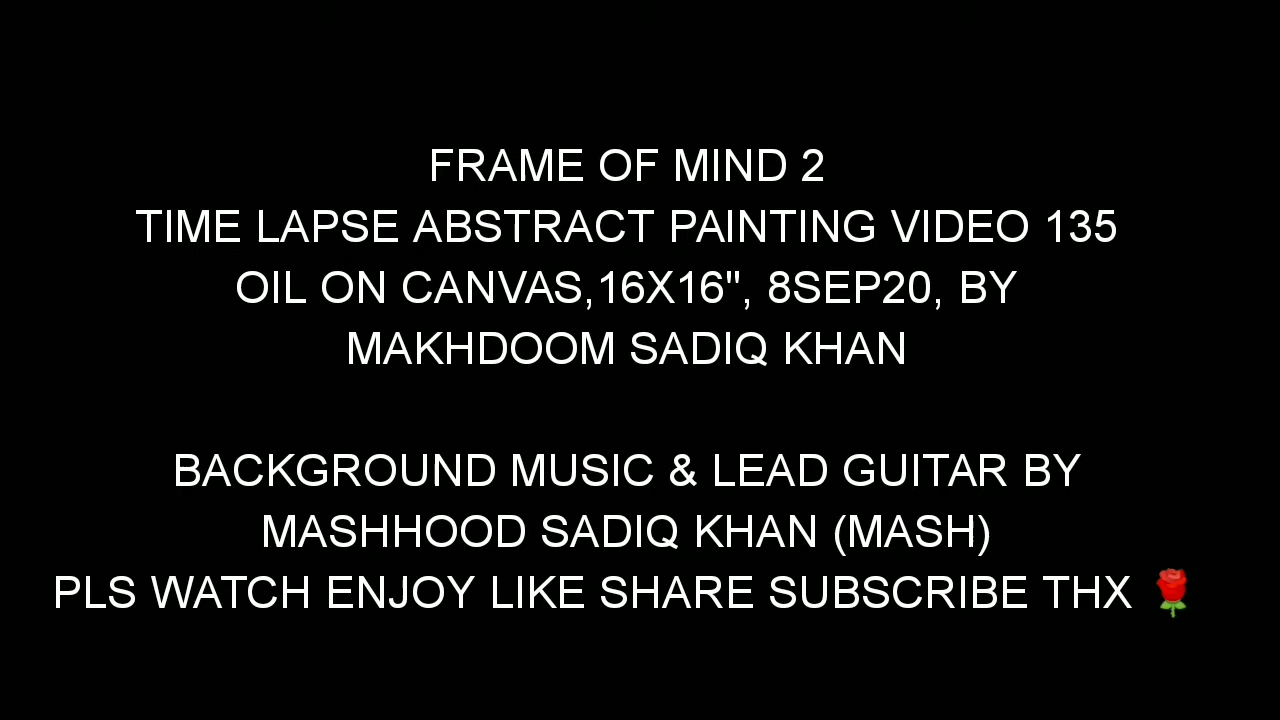 FRAME OF MIND 2
TIME LAPSE ABSTRACT PAINTING VIDEO 135
OIL ON CANVAS,16X16", 8SEP20, BY
MAKHDOOM SADIQ KHAN
BACKGROUND MUSIC & LEAD GUITAR BY
MASHHOOD SADIQ KHAN (MASH)
PLS WATCH ENJOY LIKE SHARE SUBSCRIBE THX 🌹